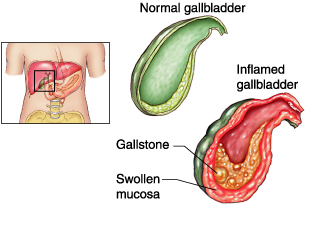 Normal gallbladder
Inflamed
gallbladder
Gallstone
Swollen
mucosa